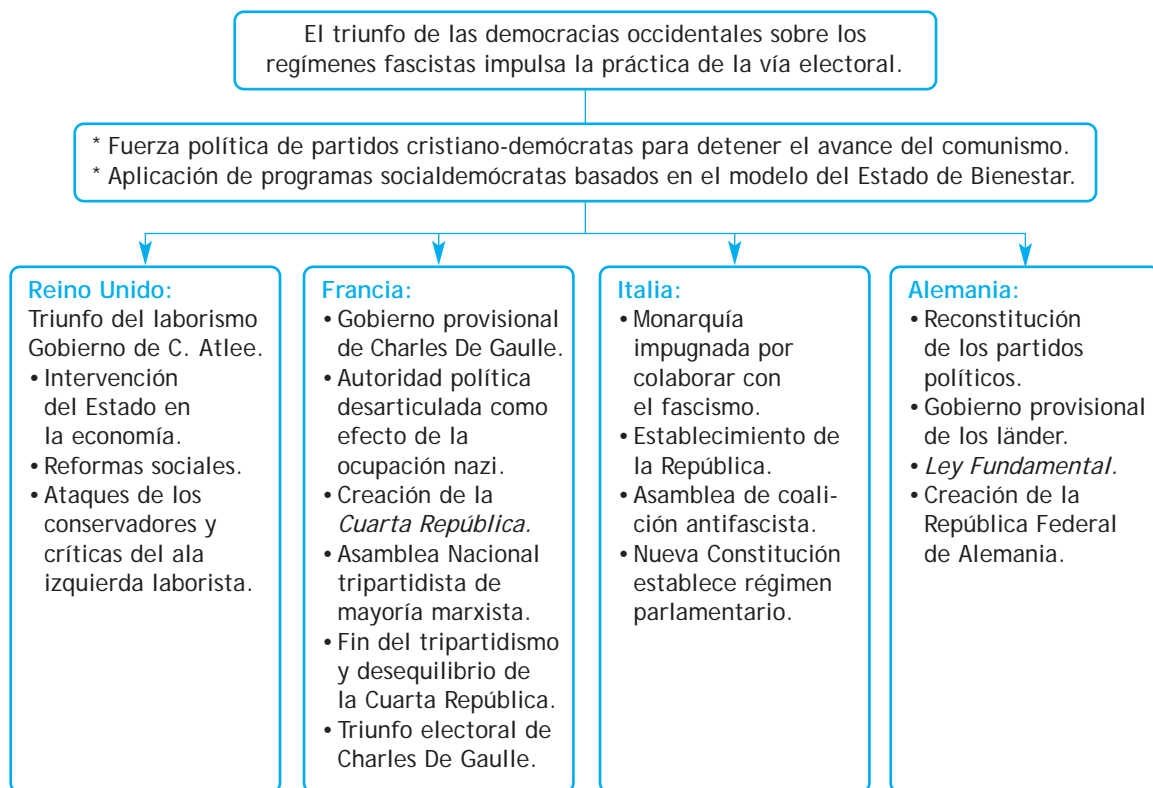 El triunfo de las democracias occidentales sobre los
regímenes fascistas impulsa la práctica de la vía electoral.
* Fuerza política de partidos cristiano-demócratas para detener el avance del comunismo.
* Aplicación de programas socialdemócratas basados en el modelo del Estado de Bienestar.
Reino Unido:
Triunfo del laborismo
Gobierno de C. Atlee.
• Intervención
del Estado en
la economía.
• Reformas sociales.
• Ataques de los
conservadores y
críticas del ala
izquierda laborista.
Francia:
• Gobierno provisional
de Charles De Gaulle.
• Autoridad política
desarticulada como
efecto de la
ocupación nazi.
• Creación de la
Cuarta República.
• Asamblea Nacional
tripartidista de
mayoría marxista.
• Fin del tripartidismo
y desequilibrio de
la Cuarta República.
• Triunfo electoral de
Charles De Gaulle.
Italia:
• Monarquía
impugnada por
colaborar con
el fascismo.
• Establecimiento de
la República.
• Asamblea de coali-
ición antifascista.
• Nueva Constitución
establece régimen
parlamentario.
Alemania:
• Reconstitución
de los partidos
políticos.
• Gobierno provisional
de los länder.
• Ley Fundamental.
• Creación de la
República Federal
de Alemania.